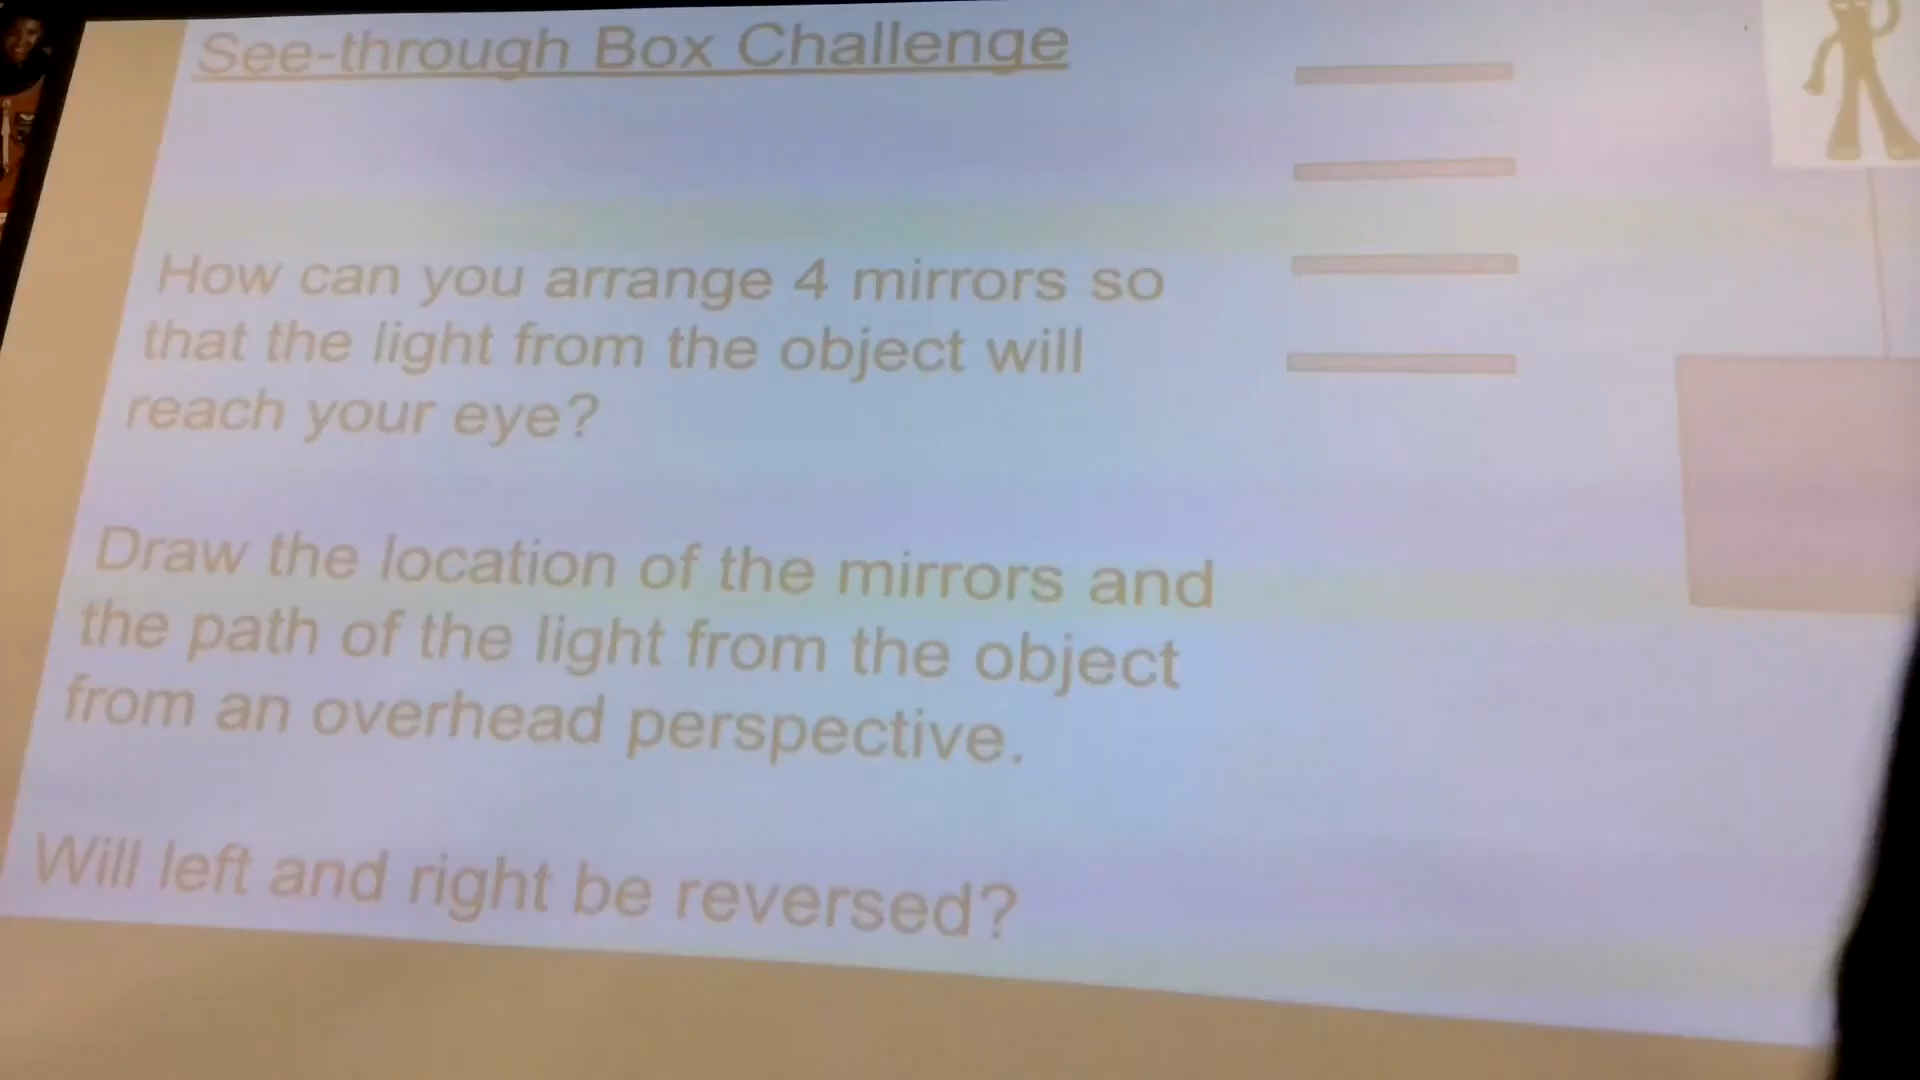 See-through Box Challenge
How can you arrange 4 mirrors so
that the light from the object will
reach your eye?
Draw the location of the mirrors and
the path of the light from the object
from an overhead perspective.
Will left and right be reversed?